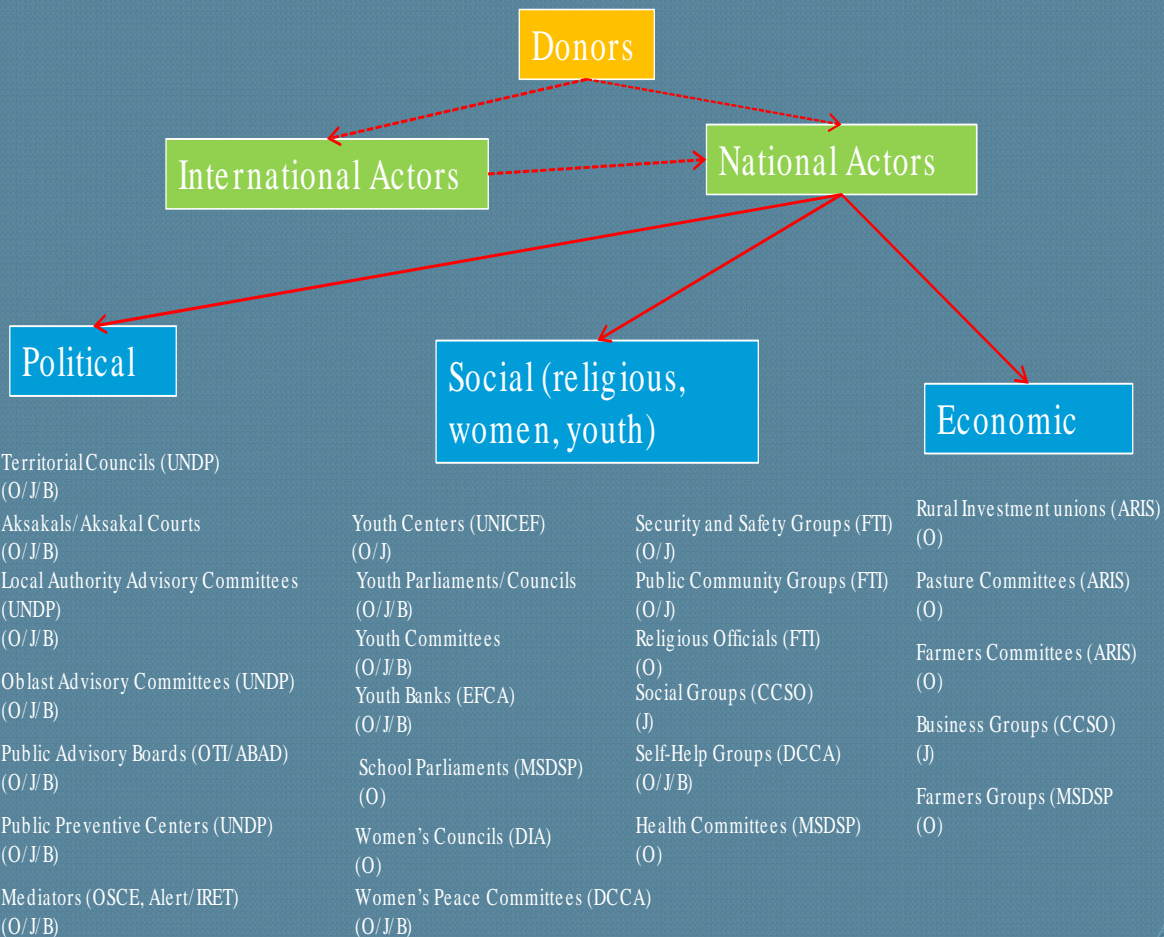 Donors
International Actors
National Actors
Political
Social (religious,
women, youth)
Economic
Territorial Councils (UNDP)
(O/J/B)
Aksakals/Aksakal Courts
(O/J/B)
Local Authority Advisory Committees
(UNDP)
(O/J/B)
Oblast Advisory Committees (UNDP)
(O/J/B)
Public Advisory Boards (OTI/ABAD)
(O/J/B)
Public Preventive Centers (UNDP)
(O/J/B)
Mediators (OSCE, Alert/IRET)
(O/J/B)
Youth Centers (UNICEF)
(O/J)
Youth Parliaments/Councils
(O/J/B)
Youth Committees
(O/J/B)
Youth Banks (EFCA)
(O/J/B)
School Parliaments (MSDSP)
(O)
Women's Councils (DIA)
(O)
Women's Peace Committees (DCCA)
(O/J/B)
Security and Safety Groups (FTI)
(O/J)
Public Community Groups (FTI)
(O/J)
Religious Officials (FTI)
(O)
Social Groups (CCSO)
(J)
Self-Help Groups (DCCA)
(O/J/B)
Health Committees (MSDSP)
(O)
Rural Investment unions (ARIS)
(O)
Pasture Committees (ARIS)
(O)
Farmers Committees (ARIS)
(O)
Business Groups (CCSO)
(J)
Farmers Groups (MSDSP
(O)